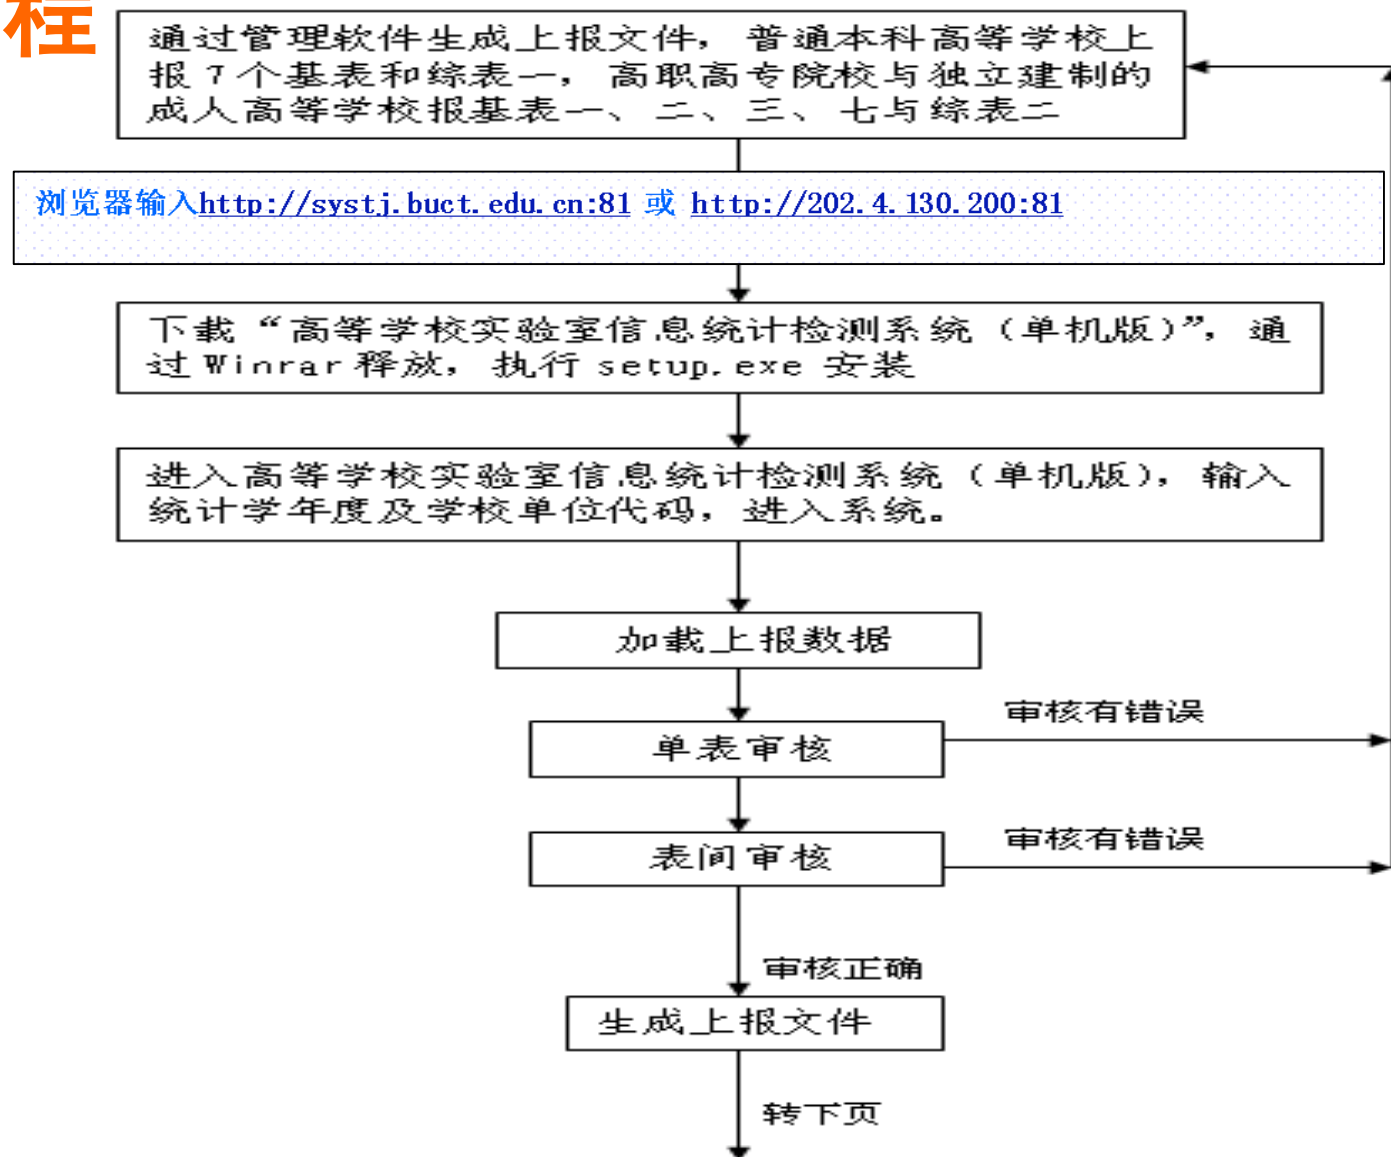 程
通过管理软件生成上报文件，普通本科高等学校上
报7个基表和综表一，高职高专院校与独立建制的
成人高等学校报基表一、二、三、七与综表二
浏览器输入http://systj.buct.edu.cn:81 或 http://202.4.130.200:81
下载“高等学校实验室信息统计检测系统（单机版）”，通
过Winrar释放，执行 setup.exe 安装
进入高等学校实验室信息统计检测系统（单机版），输入
统计学年度及学校单位代码，进入系统。
加载上报数据
审核有错误
单表审核
审核有错误
表间审核
审核正确
生成上报文件
转下页